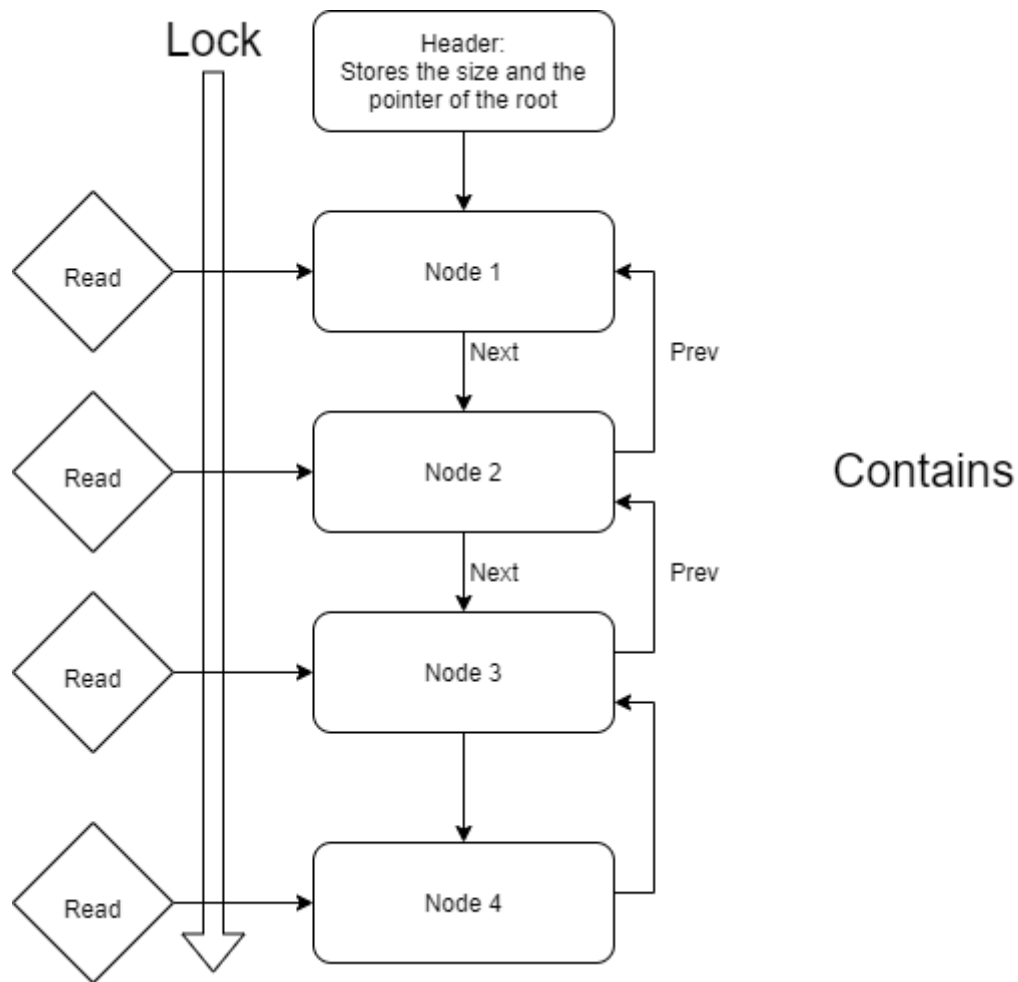 Lock
Header:
Stores the size and the
pointer of the root
Read
Node 1
Next
Prev
Read
Node 2
Contains
Next
Prev
Read
Node 3
Read
Node 4